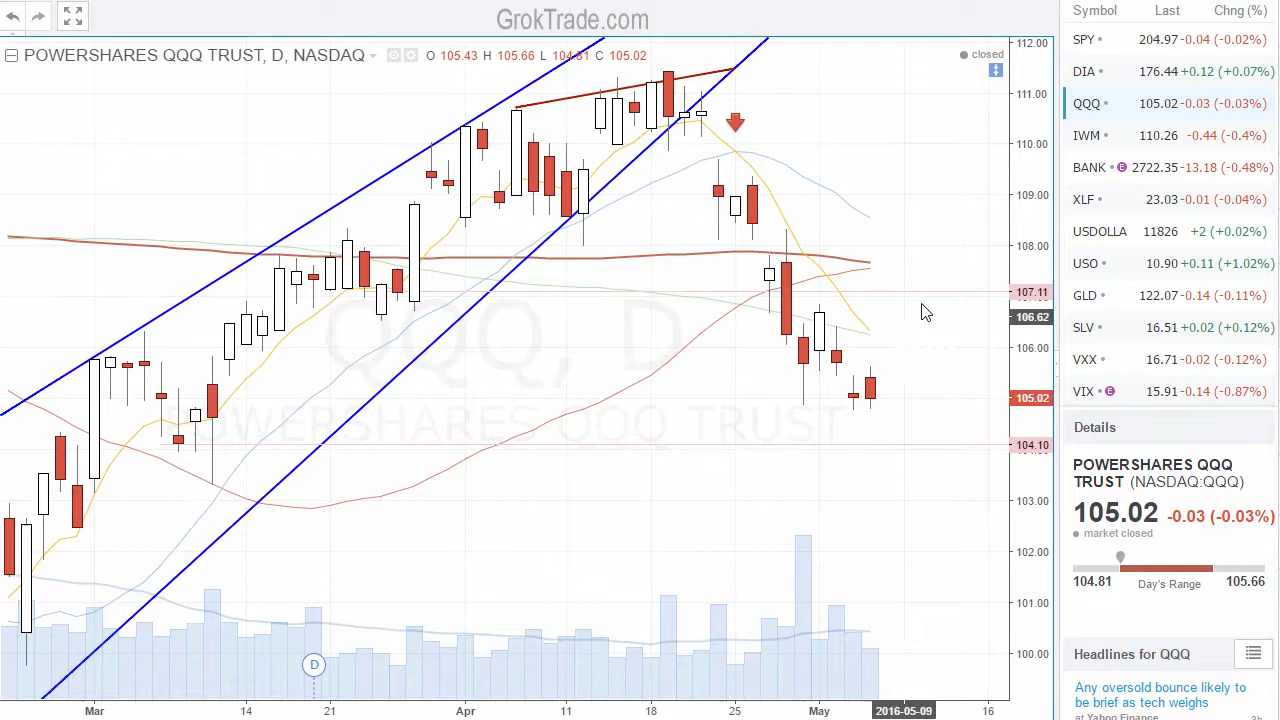 GrokTrade.com
POWERSHARES QQQ TRUST, D, NASDAQ O 105.43 H 105.66 L 104.81 C 105.02
closed
112.00
111.00
110.00
109.00
108.00
107.11
106.62
106.00
105.02
104.10
103.00
102.00
101.00
100.00
QQQ, D
POWERSHARES QQQ TRUST
D
Mar 14 21 Apr 11 18 25 May 2016-05-09 16
Symbol Last Chng (%)
SPY 204.97 -0.04 (-0.02%)
DIA 176.44 +0.12 (+0.07%)
QQQ 105.02 -0.03 (-0.03%)
IWM 110.26 -0.44 (-0.4%)
BANK E 2722.35 -13.18 (-0.48%)
XLF 23.03 -0.01 (-0.04%)
USDOLLA 11826 +2 (+0.02%)
USO 10.90 +0.11 (+1.02%)
GLD 122.07 -0.14 (-0.11%)
SLV 16.51 +0.02 (+0.12%)
VXX 16.71 -0.02 (-0.12%)
VIX E 15.91 -0.14 (-0.87%)
Details
POWERSHARES QQQ
TRUST (NASDAQ:QQQ)
105.02 -0.03 (-0.03%)
market closed
104.81 Day's Range 105.66
Headlines for QQQ
Any oversold bounce likely to
be brief as tech weighs
at Yahoo Finance